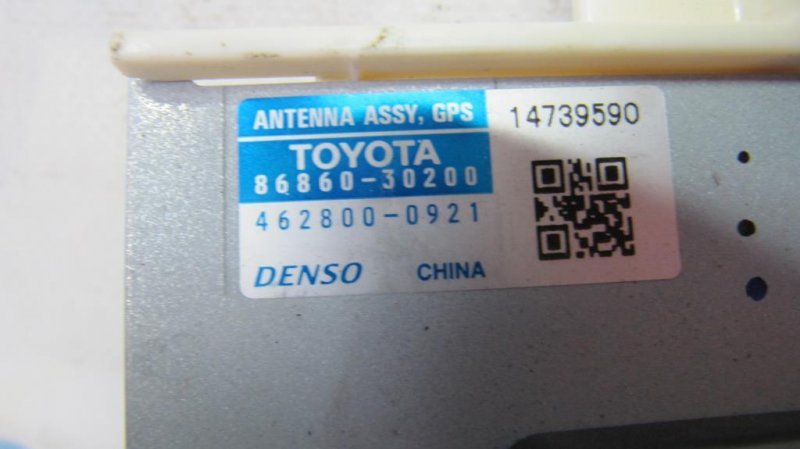 ANTENNA ASSY, GPS
14739590
TOYOTA
86860-30200
462800-0921
DENSO CHINA